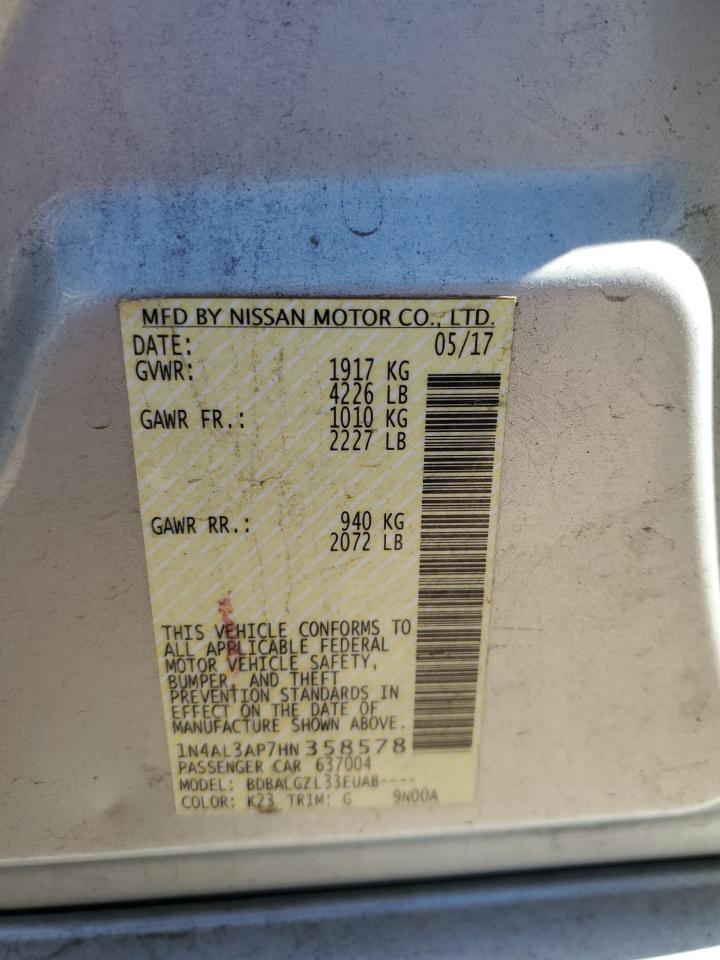 MFD BY NISSAN MOTOR CO., LTD.
DATE: 05/17
GVWR: 1917 KG
4226 LB
GAWR FR.: 1010 KG
2227 LB
GAWR RR.: 940 KG
2072 LB
THIS VEHICLE CONFORMS TO
ALL APPLICABLE FEDERAL
MOTOR VEHICLE SAFETY,
BUMPER, AND THEFT
PREVENTION STANDARDS IN
EFFECT ON THE DATE OF
MANUFACTURE SHOWN ABOVE.
1N4AL3AP7HN358578
PASSENGER CAR 637004
MODEL: BDBALGZL33EUAB----
COLOR: K23 TRIM: G 9N00A